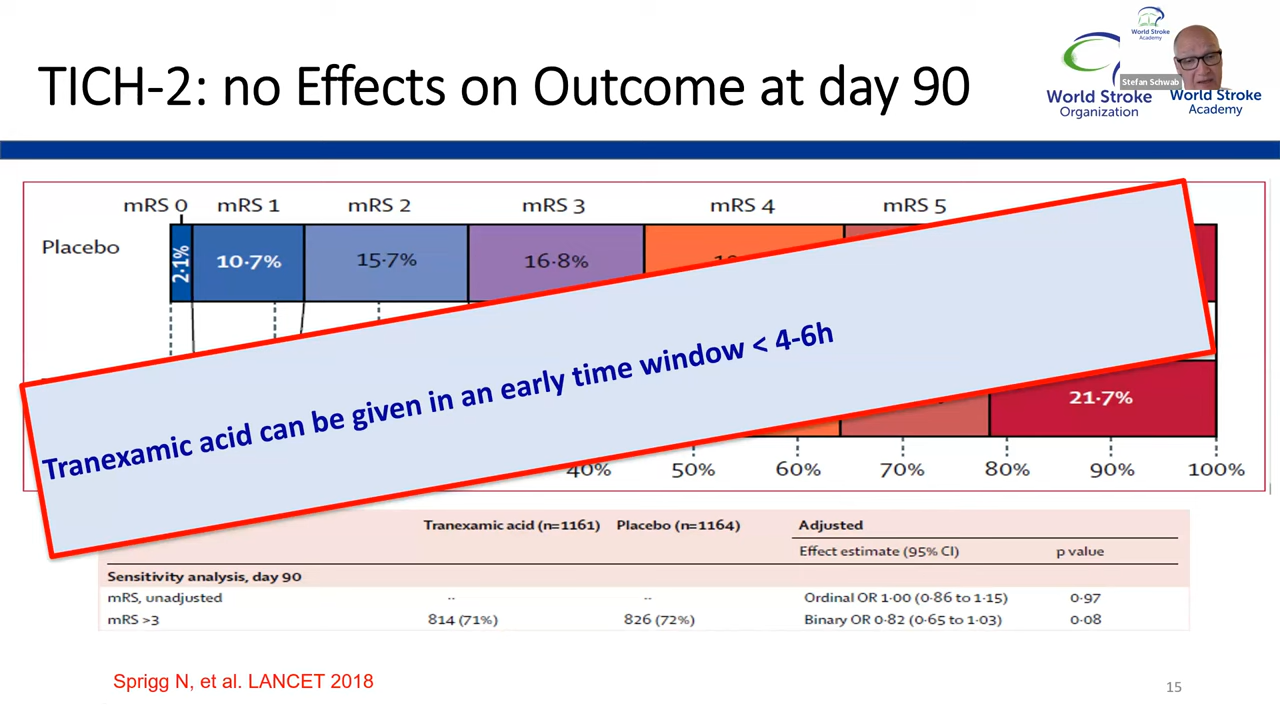 TICH-2: no Effects on Outcome at day 90
World Stroke
Academy
Stefan Schwab
World Stroke
Organization
World Stroke
Academy
mRS 0 mRS 1 mRS 2 mRS 3 mRS 4 mRS 5
Placebo
2·1% 10·7% 15·7% 16·8%
Tranexamic acid can be given in an early time window < 4-6h
21·7%
40% 50% 60% 70% 80% 90% 100%
Tranexamic acid (n=1161) Placebo (n=1164) Adjusted
Effect estimate (95% CI) p value
Sensitivity analysis, day 90
mRS, unadjusted ·· ·· Ordinal OR 1·00 (0·86 to 1·15) 0·97
mRS >3 814 (71%) 826 (72%) Binary OR 0·82 (0·65 to 1·03) 0·08
Sprigg N, et al. LANCET 2018
15